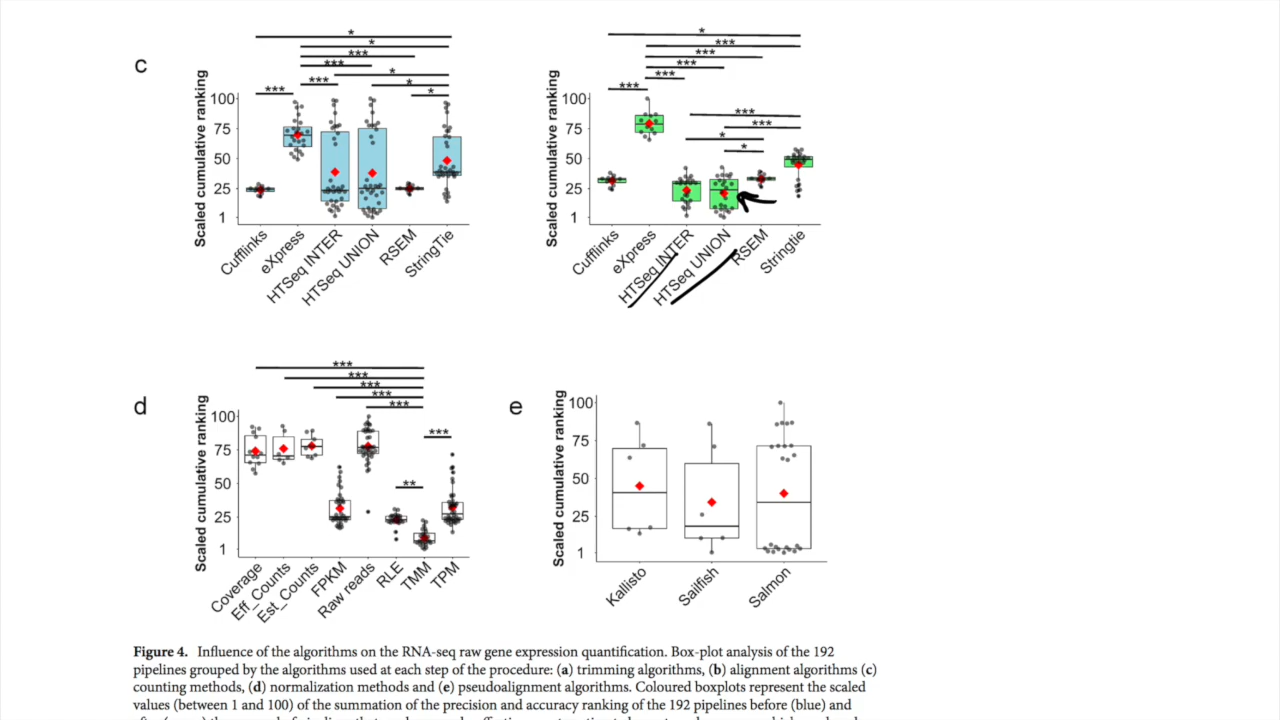 c
Scaled cumulative ranking
100
75
50
25
1
Cufflinks
eXpress
HTSeq INTER
HTSeq UNION
RSEM
StringTie
*
*
***
***
***
***
*
*
*
Scaled cumulative ranking
100
75
50
25
1
Cufflinks
eXpress
HTSeq INTER
HTSeq UNION
RSEM
Stringtie
*
***
***
***
***
***
***
***
*
*
d
Scaled cumulative ranking
100
75
50
25
1
Coverage
Eff_Counts
Est_Counts
FPKM
Raw reads
RLE
TMM
TPM
***
***
***
***
***
***
**
e
Scaled cumulative ranking
100
75
50
25
1
Kallisto
Sailfish
Salmon
Figure 4. Influence of the algorithms on the RNA-seq raw gene expression quantification. Box-plot analysis of the 192
pipelines grouped by the algorithms used at each step of the procedure: (a) trimming algorithms, (b) alignment algorithms (c)
counting methods, (d) normalization methods and (e) pseudoalignment algorithms. Coloured boxplots represent the scaled
values (between 1 and 100) of the summation of the precision and accuracy ranking of the 192 pipelines before (blue) and